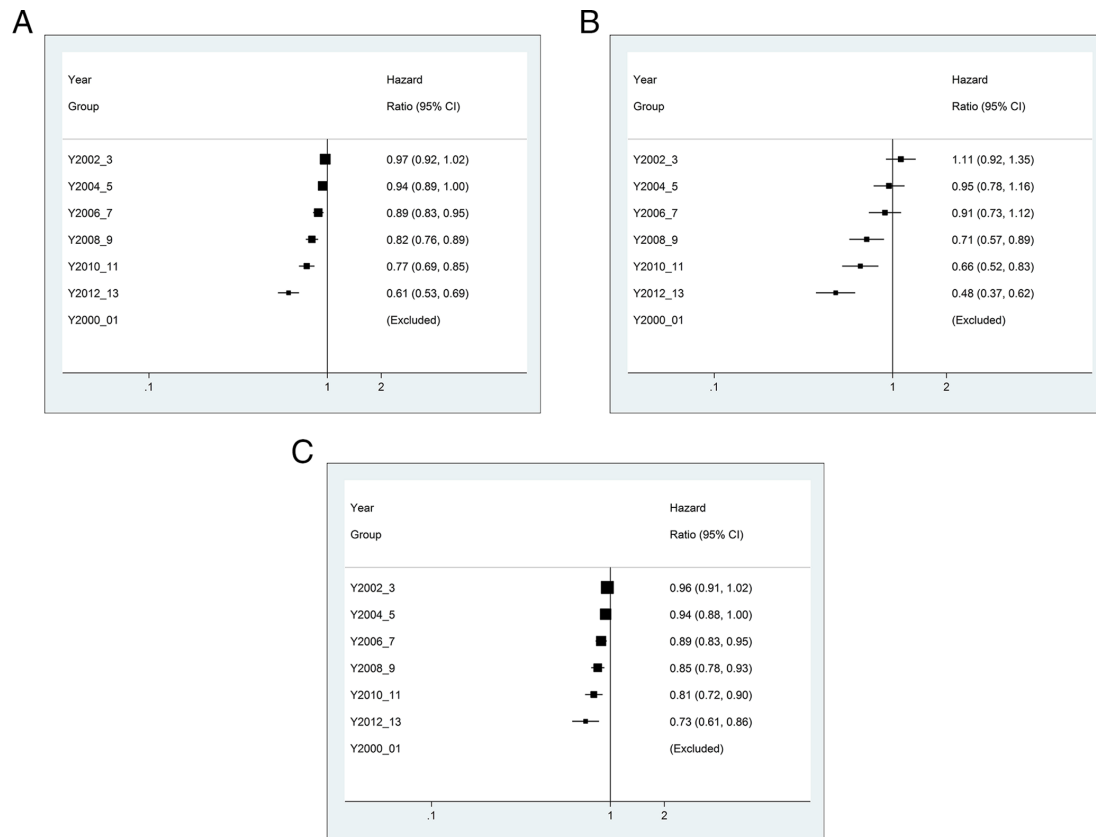 A
Year Hazard
Group Ratio (95% CI)
Y2002_3 0.97 (0.92, 1.02)
Y2004_5 0.94 (0.89, 1.00)
Y2006_7 0.89 (0.83, 0.95)
Y2008_9 0.82 (0.76, 0.89)
Y2010_11 0.77 (0.69, 0.85)
Y2012_13 0.61 (0.53, 0.69)
Y2000_01 (Excluded)
.1 1 2
B
Year Hazard
Group Ratio (95% CI)
Y2002_3 1.11 (0.92, 1.35)
Y2004_5 0.95 (0.78, 1.16)
Y2006_7 0.91 (0.73, 1.12)
Y2008_9 0.71 (0.57, 0.89)
Y2010_11 0.66 (0.52, 0.83)
Y2012_13 0.48 (0.37, 0.62)
Y2000_01 (Excluded)
.1 1 2
C
Year Hazard
Group Ratio (95% CI)
Y2002_3 0.96 (0.91, 1.02)
Y2004_5 0.94 (0.88, 1.00)
Y2006_7 0.89 (0.83, 0.95)
Y2008_9 0.85 (0.78, 0.93)
Y2010_11 0.81 (0.72, 0.90)
Y2012_13 0.73 (0.61, 0.86)
Y2000_01 (Excluded)
.1 1 2